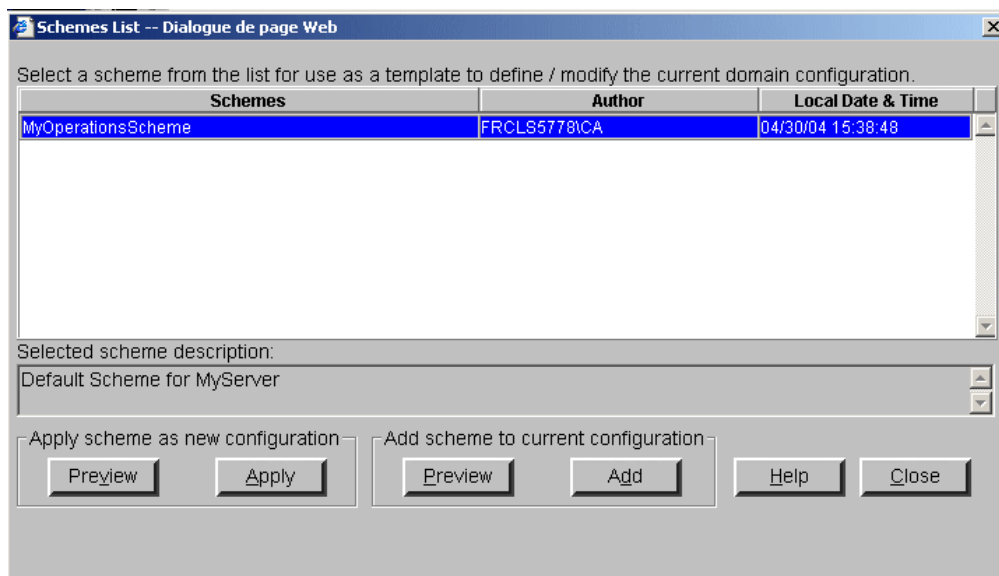 Schemes List -- Dialogue de page Web
Select a scheme from the list for use as a template to define / modify the current domain configuration.
Schemes Author Local Date & Time
MyOperationsScheme FRCLS5778\CA 04/30/04 15:38:48
Selected scheme description:
Default Scheme for MyServer
Apply scheme as new configuration Add scheme to current configuration
Preview Apply Preview Add Help Close